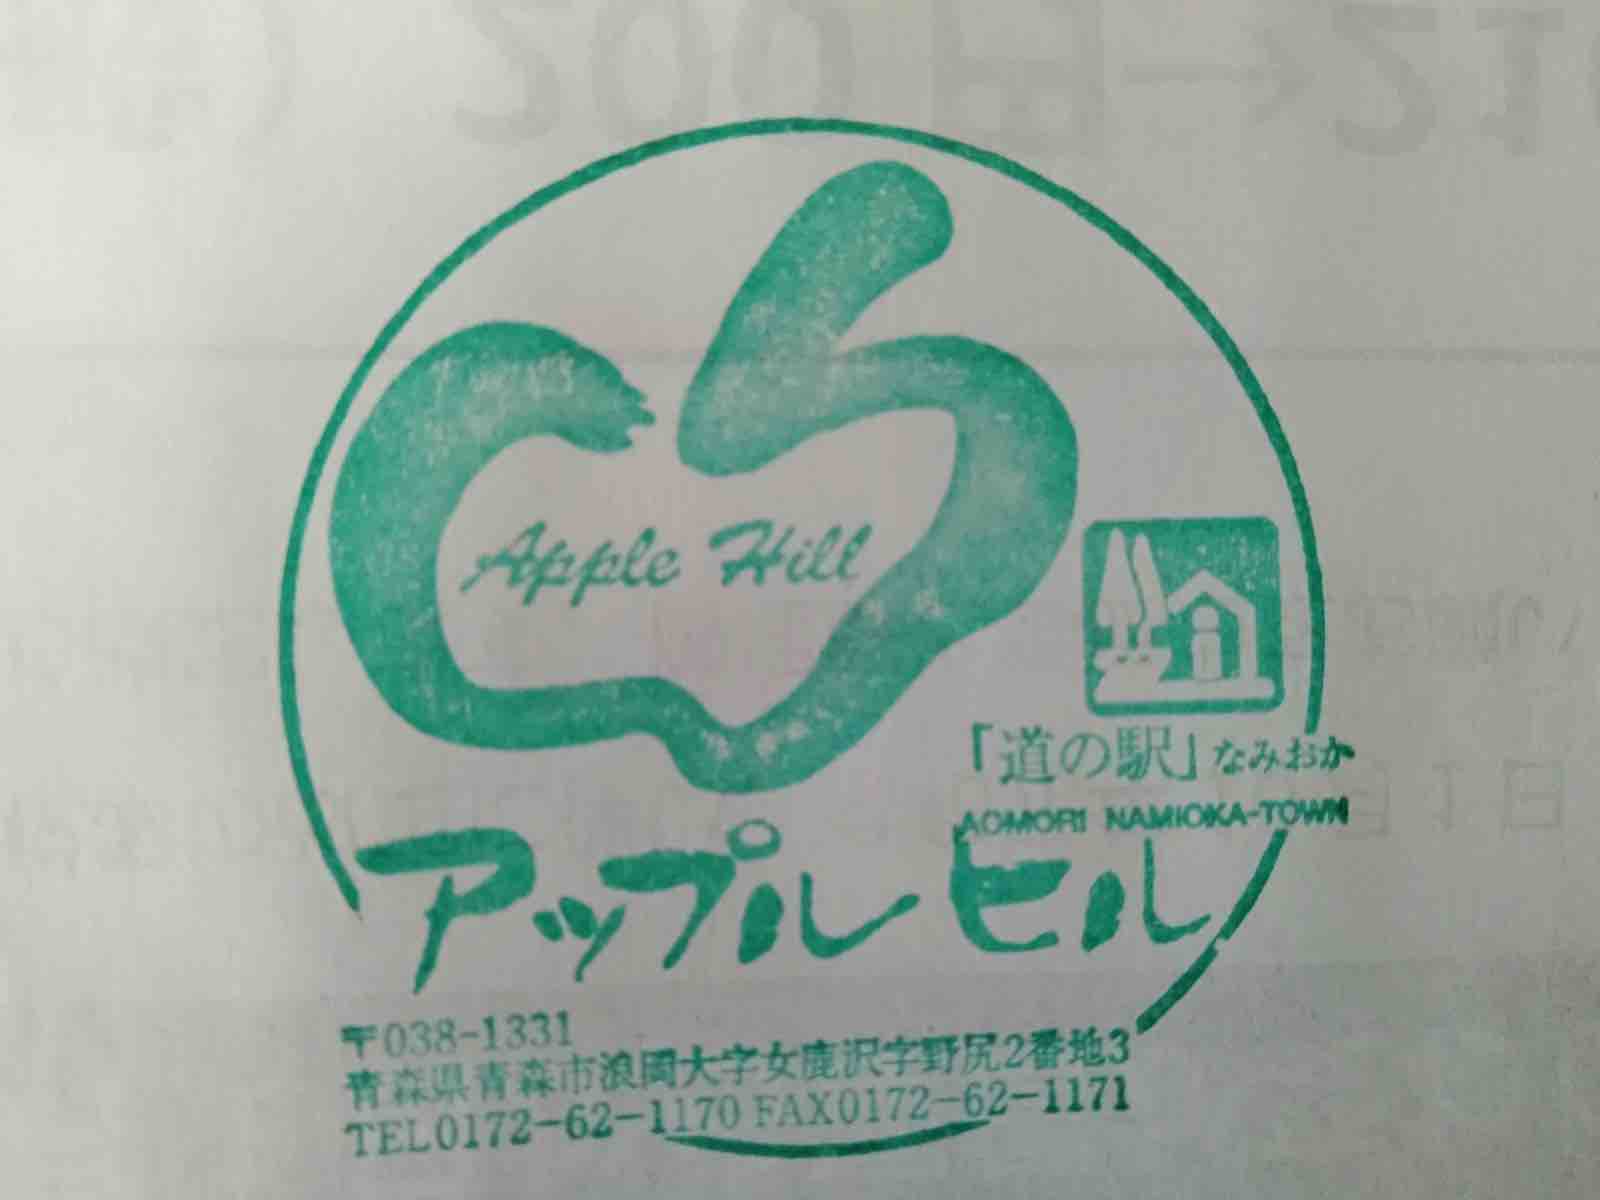 Apple Hill
「道の駅」なみおか
AOMORI NAMIOKA-TOWN
アップルヒル
〒038-1331
青森県青森市浪岡大字女鹿沢字野尻2番地3
TEL0172-62-1170 FAX0172-62-1171